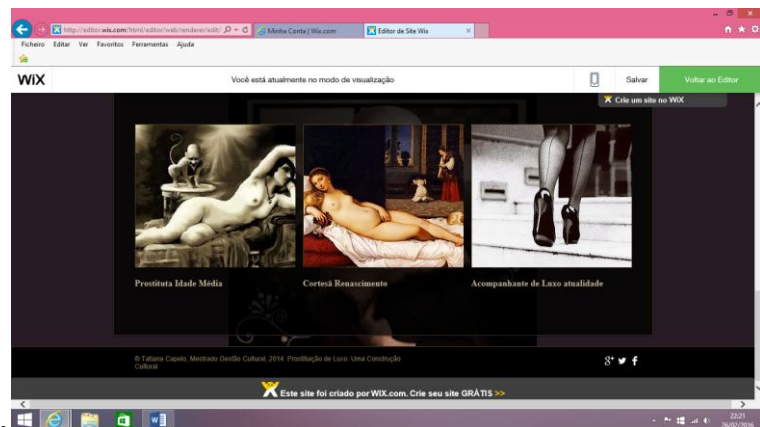 http://editor.wix.com/html/editor/web/renderer/edit/
Minha Conta | Wix.com
Editor de Site Wix
Ficheiro Editar Ver Favoritos Ferramentas Ajuda
WiX
Você está atualmente no modo de visualização
Salvar
Voltar ao Editor
Crie um site no WiX
Prostituta Idade Média
Cortesã Renascimento
Acompanhante de Luxo atualidade
© Tatiana Capelo, Mestrado Gestão Cultural, 2014. Prostituição de Luxo: Uma Construção
Cultural
Este site foi criado por WIX.com. Crie seu site GRÁTIS >>
22:21
26/02/2016